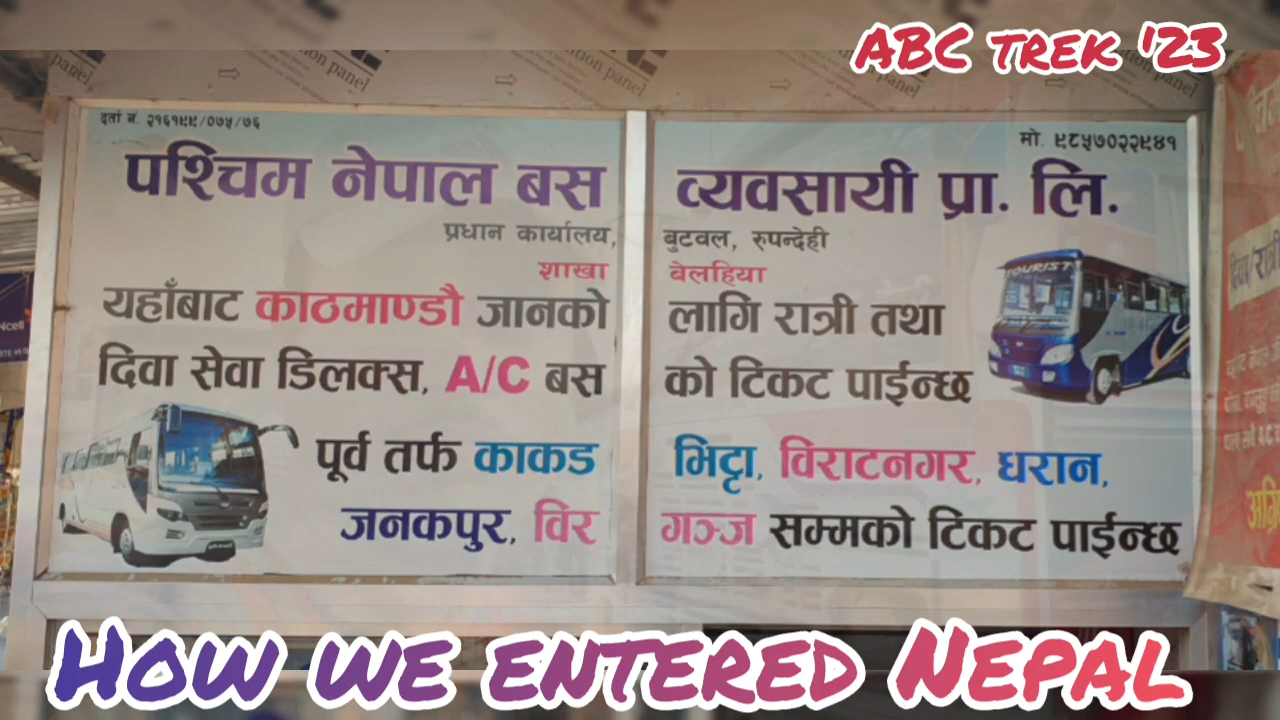 ABC TREK '23
दर्ता नं. २१६१९९/०७५/७६
मो. ९८५७०२२९४१
पश्चिम नेपाल बस व्यवसायी प्रा. लि.
प्रधान कार्यालय, बुटवल, रुपन्देही
शाखा बेलहिया
यहाँबाट काठमाण्डौ जानको लागि रात्री तथा
दिवा सेवा डिलक्स, A/C बस को टिकट पाईन्छ
TOURIST
पूर्व तर्फ काकड भिट्टा, विराटनगर, धरान,
जनकपुर, विर गञ्ज सम्मको टिकट पाईन्छ
Ncell
HOW WE ENTERED NEPAL